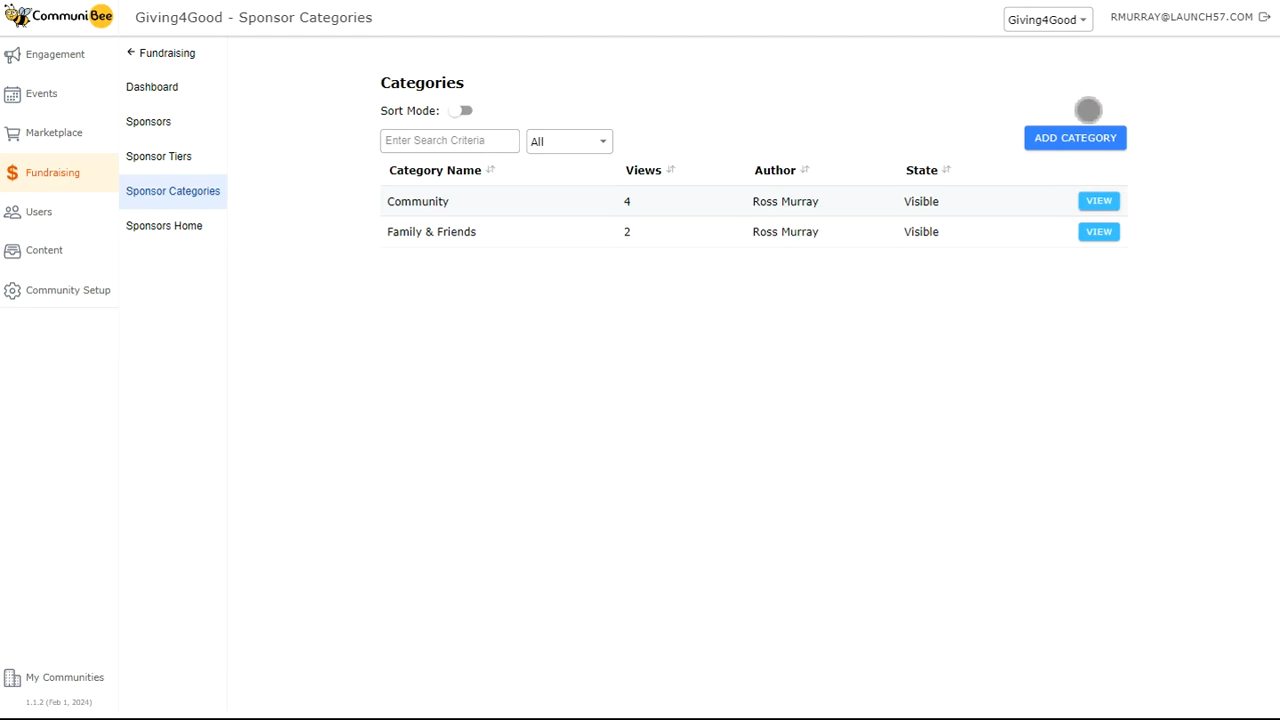 CommuniBee
Giving4Good - Sponsor Categories
Giving4Good
RMURRAY@LAUNCH57.COM
Engagement
Events
Marketplace
Fundraising
Users
Content
Community Setup
My Communities
1.1.2 (Feb 1, 2024)
Fundraising
Dashboard
Sponsors
Sponsor Tiers
Sponsor Categories
Sponsors Home
Categories
Sort Mode:
Enter Search Criteria All ADD CATEGORY
Category Name Views Author State
Community 4 Ross Murray Visible VIEW
Family & Friends 2 Ross Murray Visible VIEW